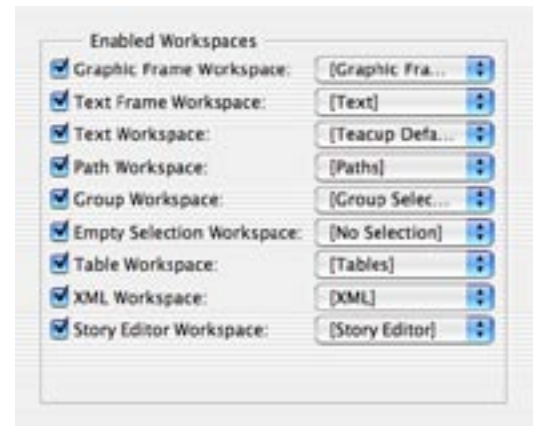 Enabled Workspaces
Graphic Frame Workspace: [Graphic Fra...
Text Frame Workspace: [Text]
Text Workspace: [Teacup Defa...
Path Workspace: [Paths]
Group Workspace: [Group Selec...
Empty Selection Workspace: [No Selection]
Table Workspace: [Tables]
XML Workspace: [XML]
Story Editor Workspace: [Story Editor]